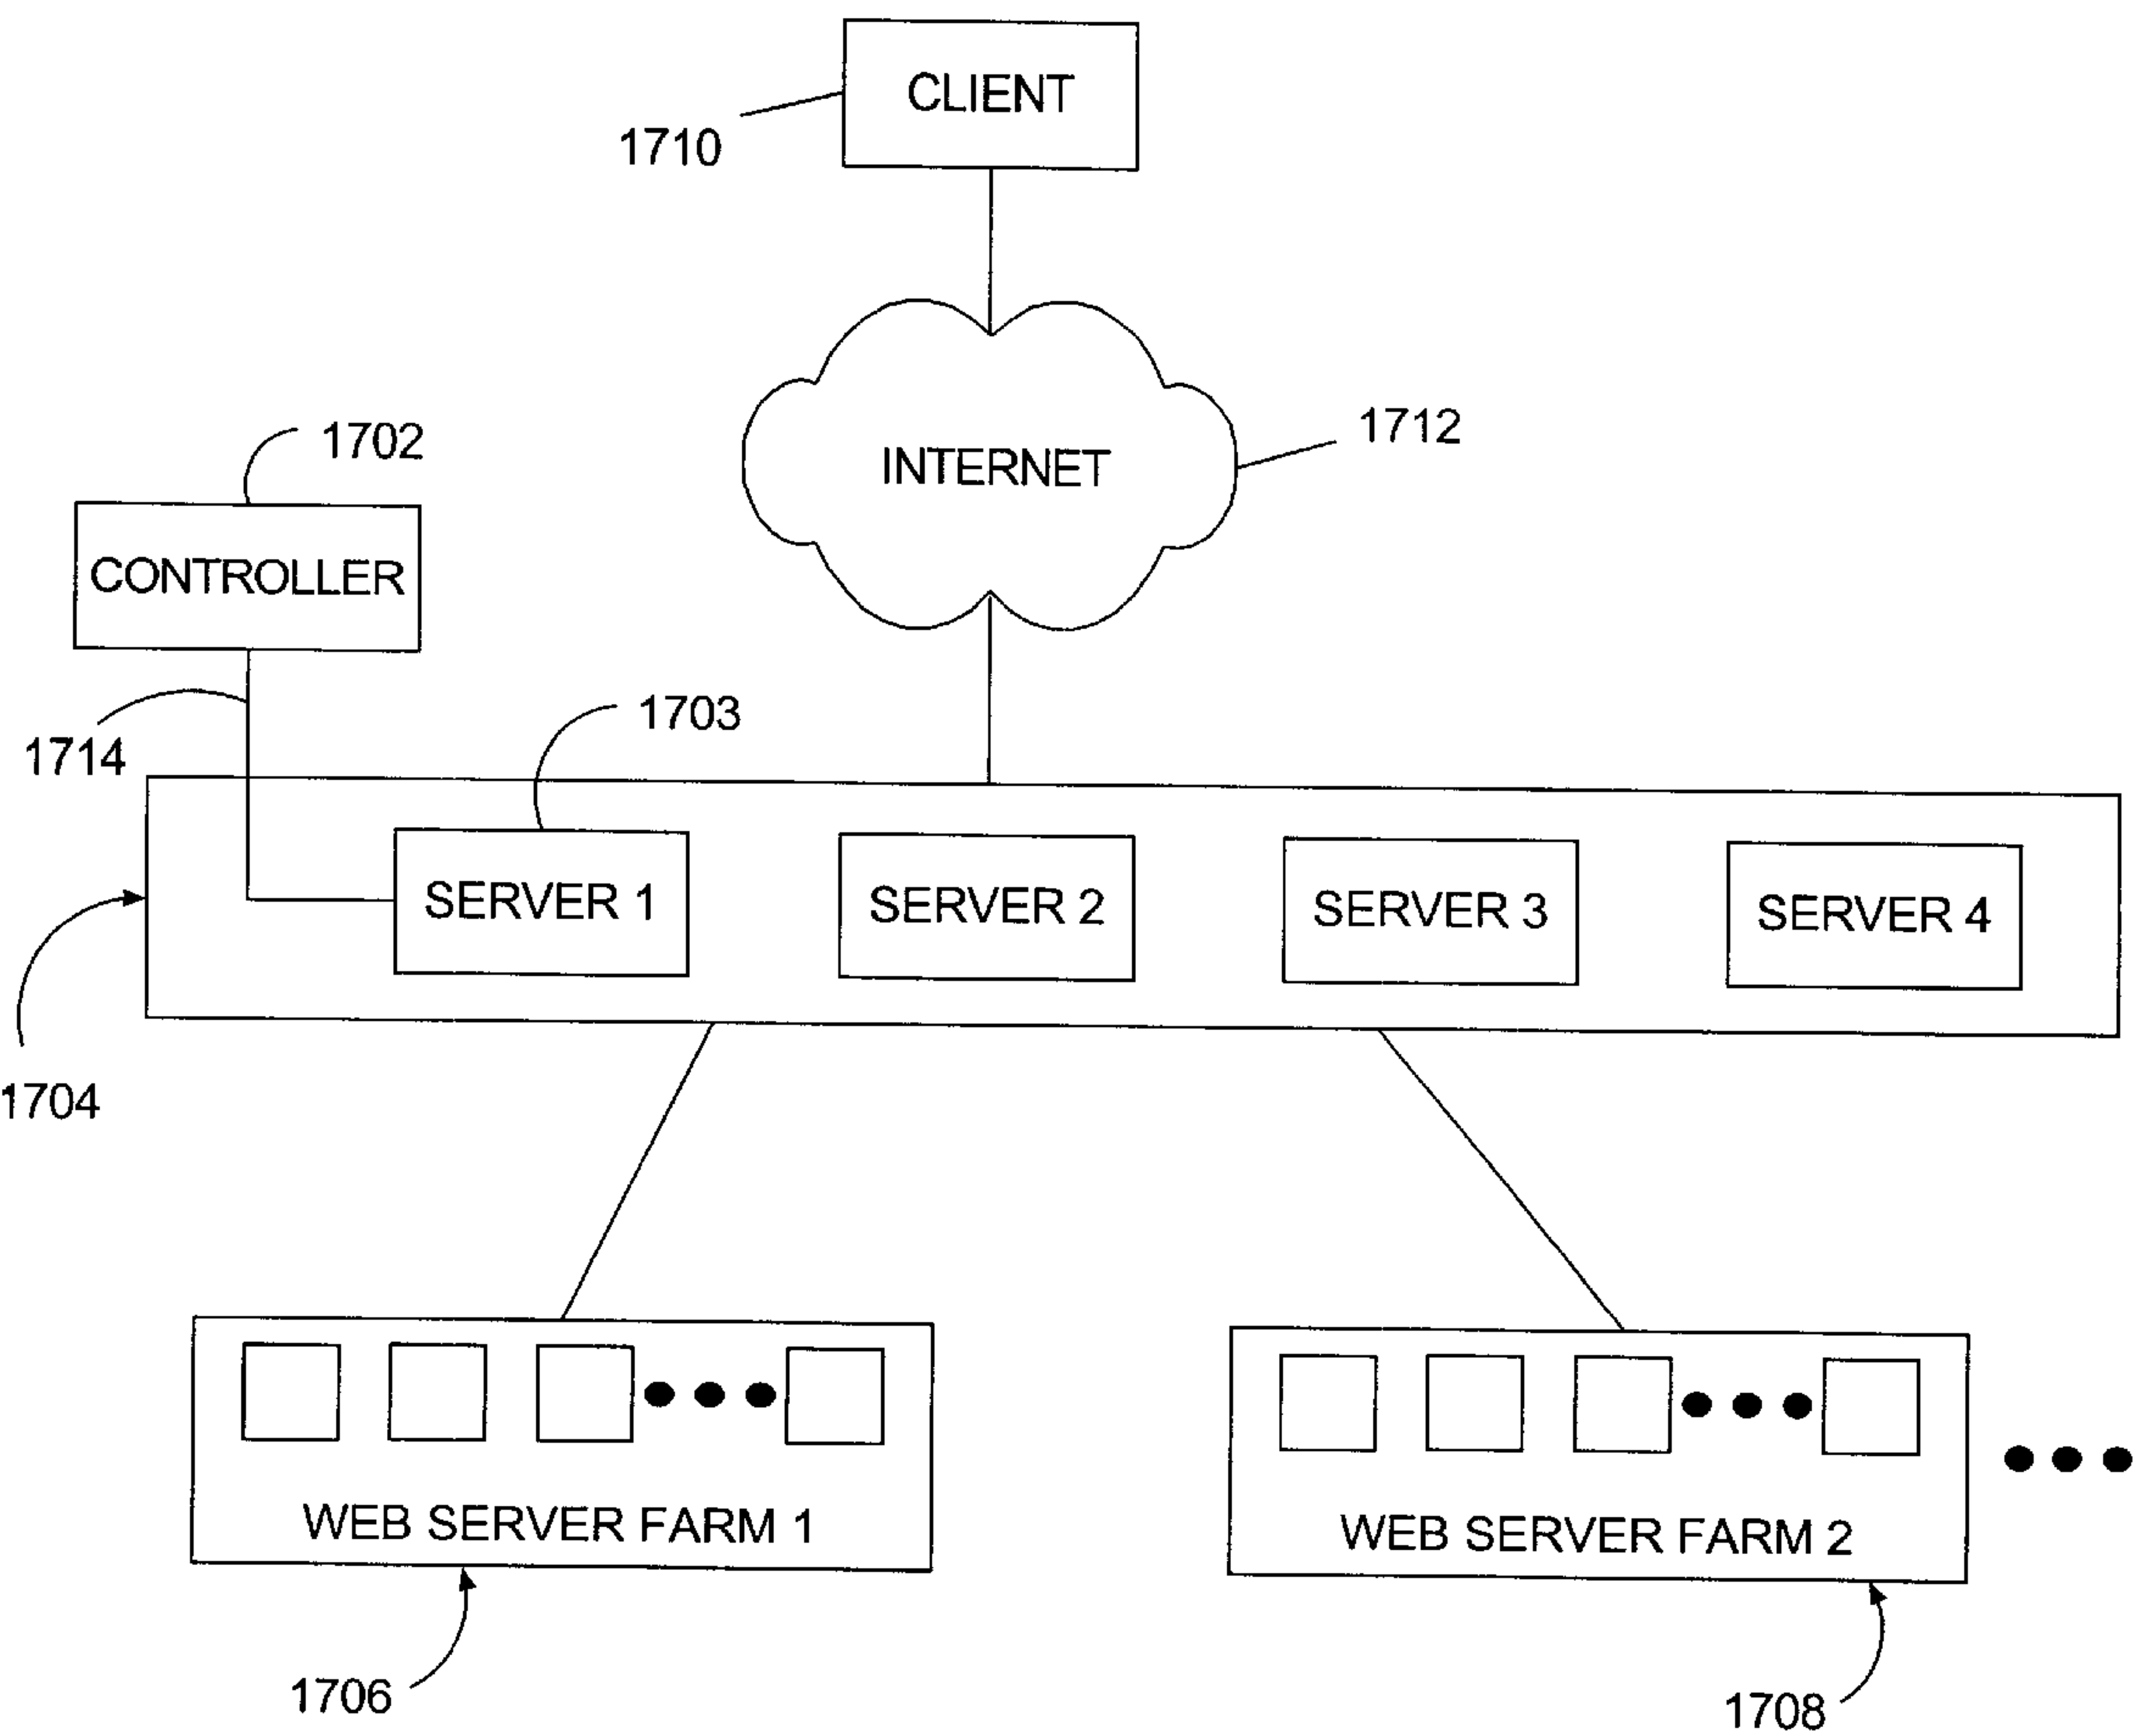 CLIENT
1710
1712
INTERNET
1702
CONTROLLER
1703
1714
SERVER 1
SERVER 2
SERVER 3
SERVER 4
1704
WEB SERVER FARM 1
WEB SERVER FARM 2
1706
1708